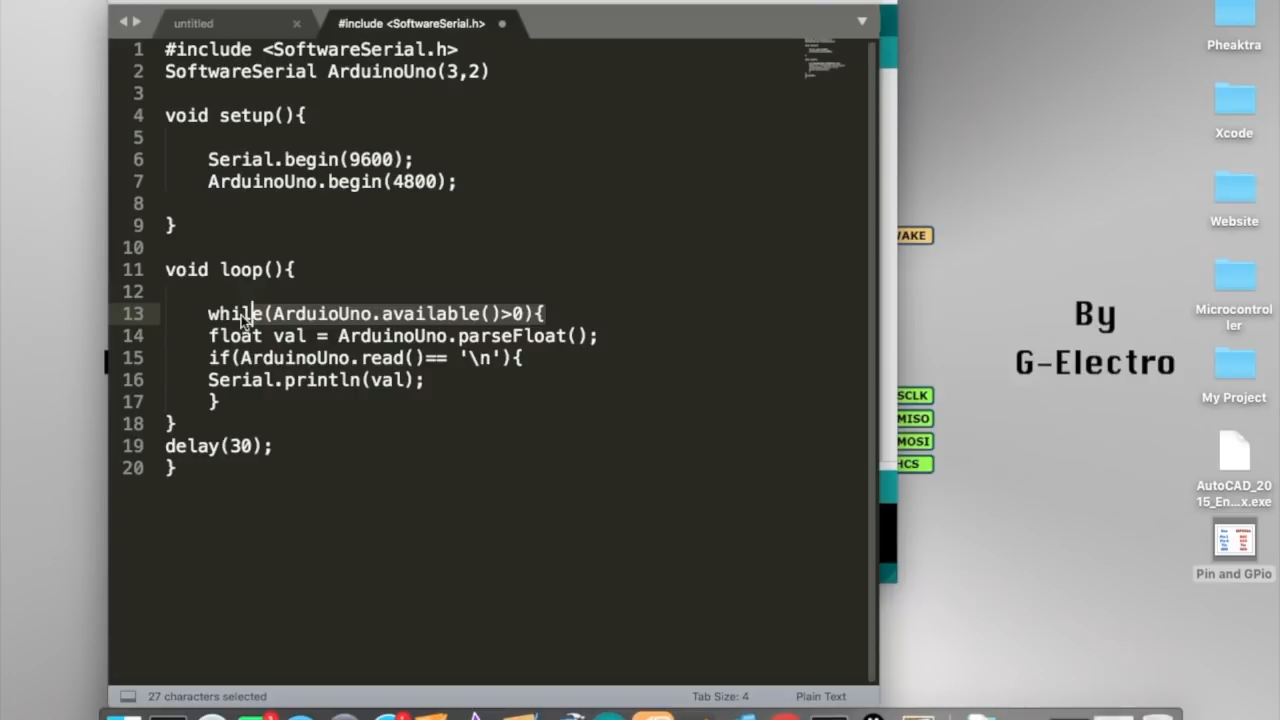 untitled
#include <SoftwareSerial.h>
1 #include <SoftwareSerial.h>
2 SoftwareSerial ArduinoUno(3,2)
3
4 void setup(){
5
6 Serial.begin(9600);
7 ArduinoUno.begin(4800);
8
9 }
10
11 void loop(){
12
13 while(ArduioUno.available()>0){
14 float val = ArduinoUno.parseFloat();
15 if(ArduinoUno.read()== '\n'){
16 Serial.println(val);
17 }
18 }
19 delay(30);
20 }
27 characters selected
Tab Size: 4
Plain Text
SCLK
MISO
MOSI
HCS
By
G-Electro
Pheaktra
Xcode
Website
Microcontrol
ler
My Project
AutoCAD_20
15_En...x.exe
Pin and GPio